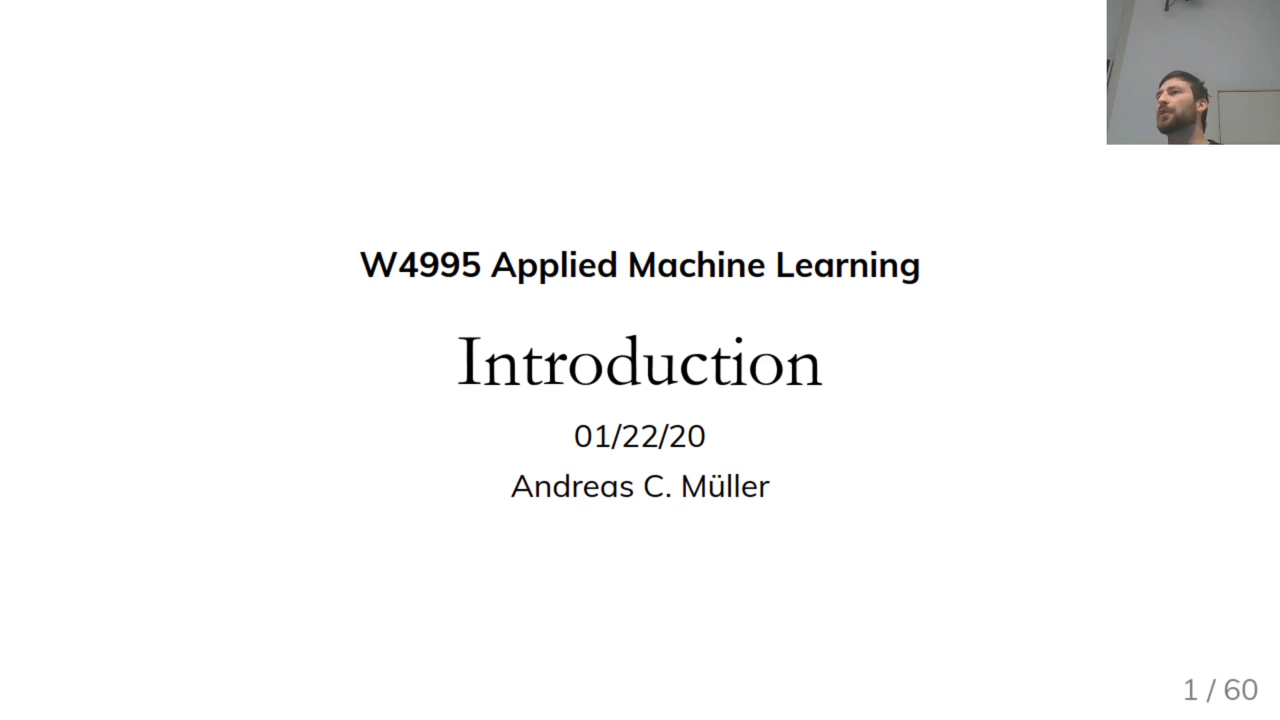 W4995 Applied Machine Learning
Introduction
01/22/20
Andreas C. Müller
1 / 60